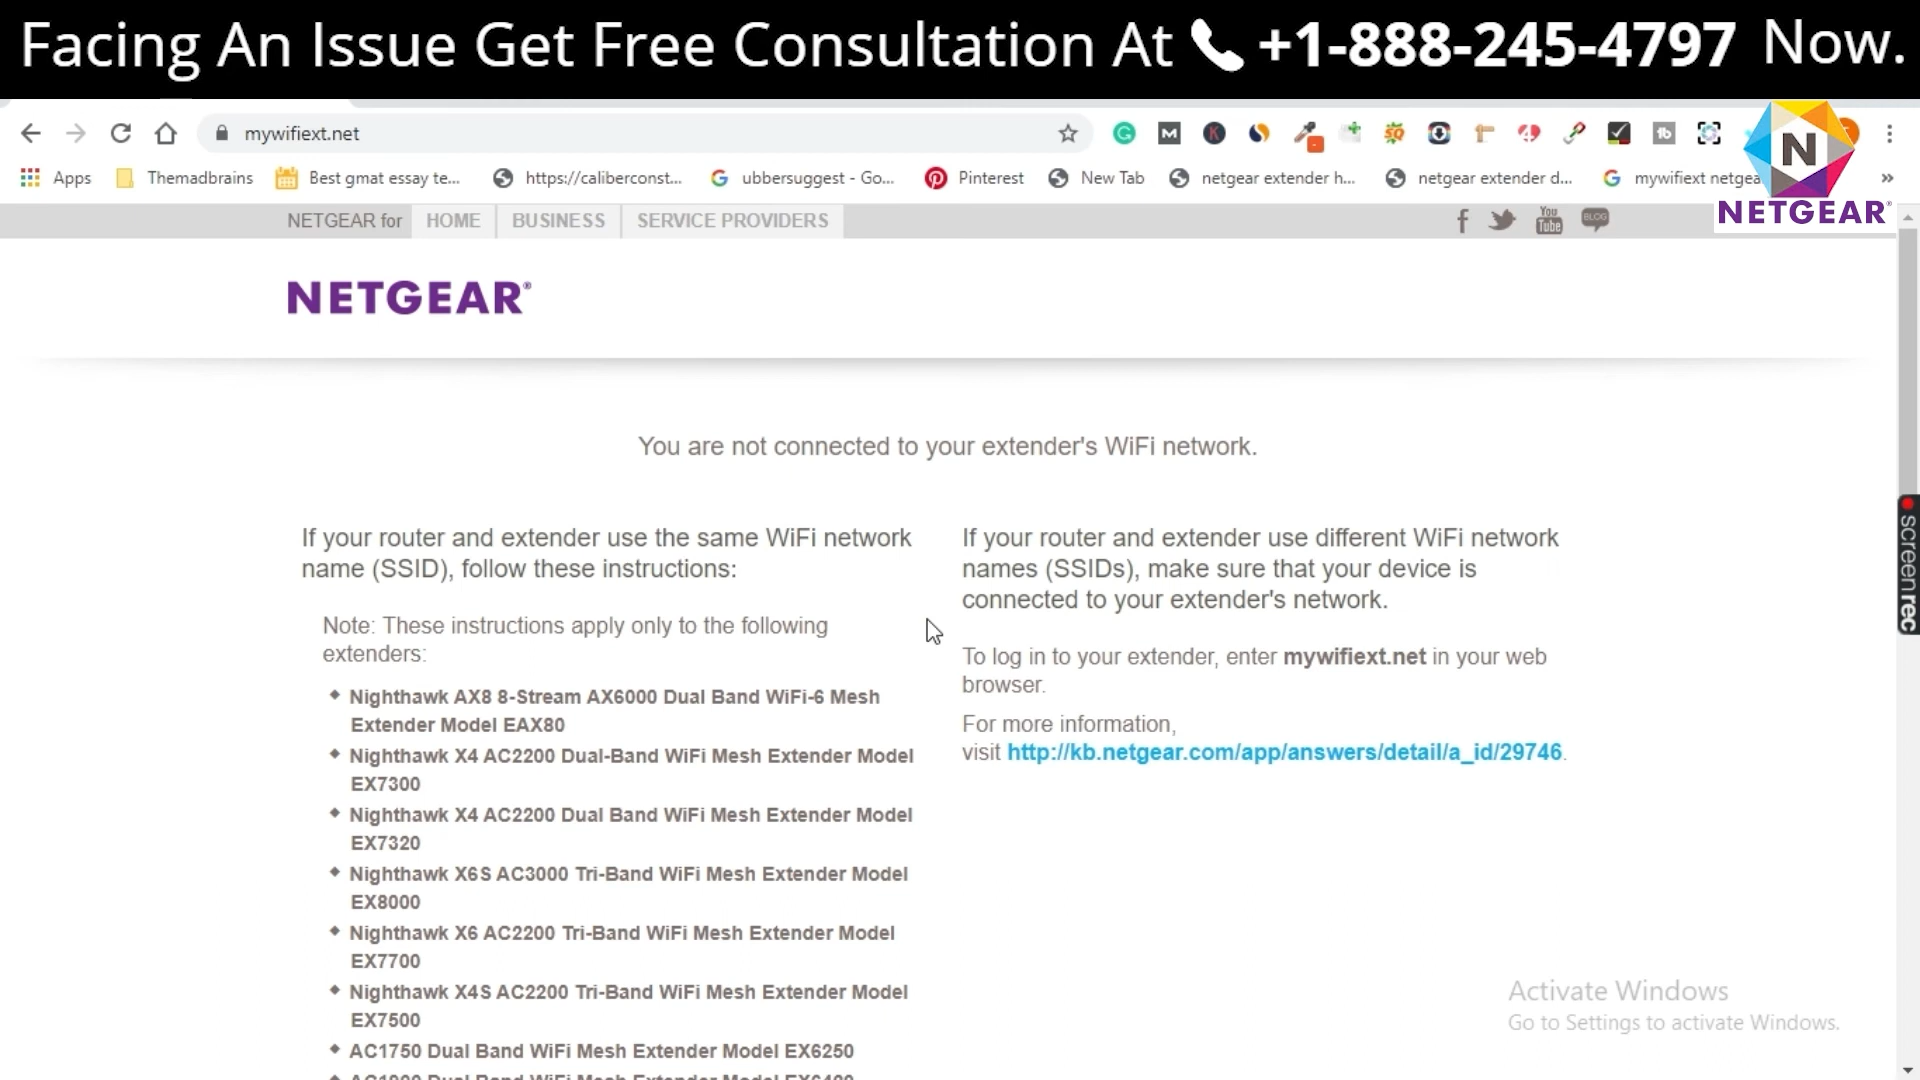 Facing An Issue Get Free Consultation At +1-888-245-4797 Now.
mywifiext.net
Apps Themadbrains Best gmat essay te... https://caliberconst... ubbersuggest - Go... Pinterest New Tab netgear extender h... netgear extender d... mywifiext netgea
NETGEAR for HOME BUSINESS SERVICE PROVIDERS
You Tube
BLOG
N
NETGEAR
NETGEAR®
You are not connected to your extender's WiFi network.
If your router and extender use the same WiFi network
name (SSID), follow these instructions:
Note: These instructions apply only to the following
extenders:
Nighthawk AX8 8-Stream AX6000 Dual Band WiFi-6 Mesh
Extender Model EAX80
Nighthawk X4 AC2200 Dual-Band WiFi Mesh Extender Model
EX7300
Nighthawk X4 AC2200 Dual Band WiFi Mesh Extender Model
EX7320
Nighthawk X6S AC3000 Tri-Band WiFi Mesh Extender Model
EX8000
Nighthawk X6 AC2200 Tri-Band WiFi Mesh Extender Model
EX7700
Nighthawk X4S AC2200 Tri-Band WiFi Mesh Extender Model
EX7500
AC1750 Dual Band WiFi Mesh Extender Model EX6250
If your router and extender use different WiFi network
names (SSIDs), make sure that your device is
connected to your extender's network.
To log in to your extender, enter mywifiext.net in your web
browser.
For more information,
visit http://kb.netgear.com/app/answers/detail/a_id/29746.
screenrec
Activate Windows
Go to Settings to activate Windows.